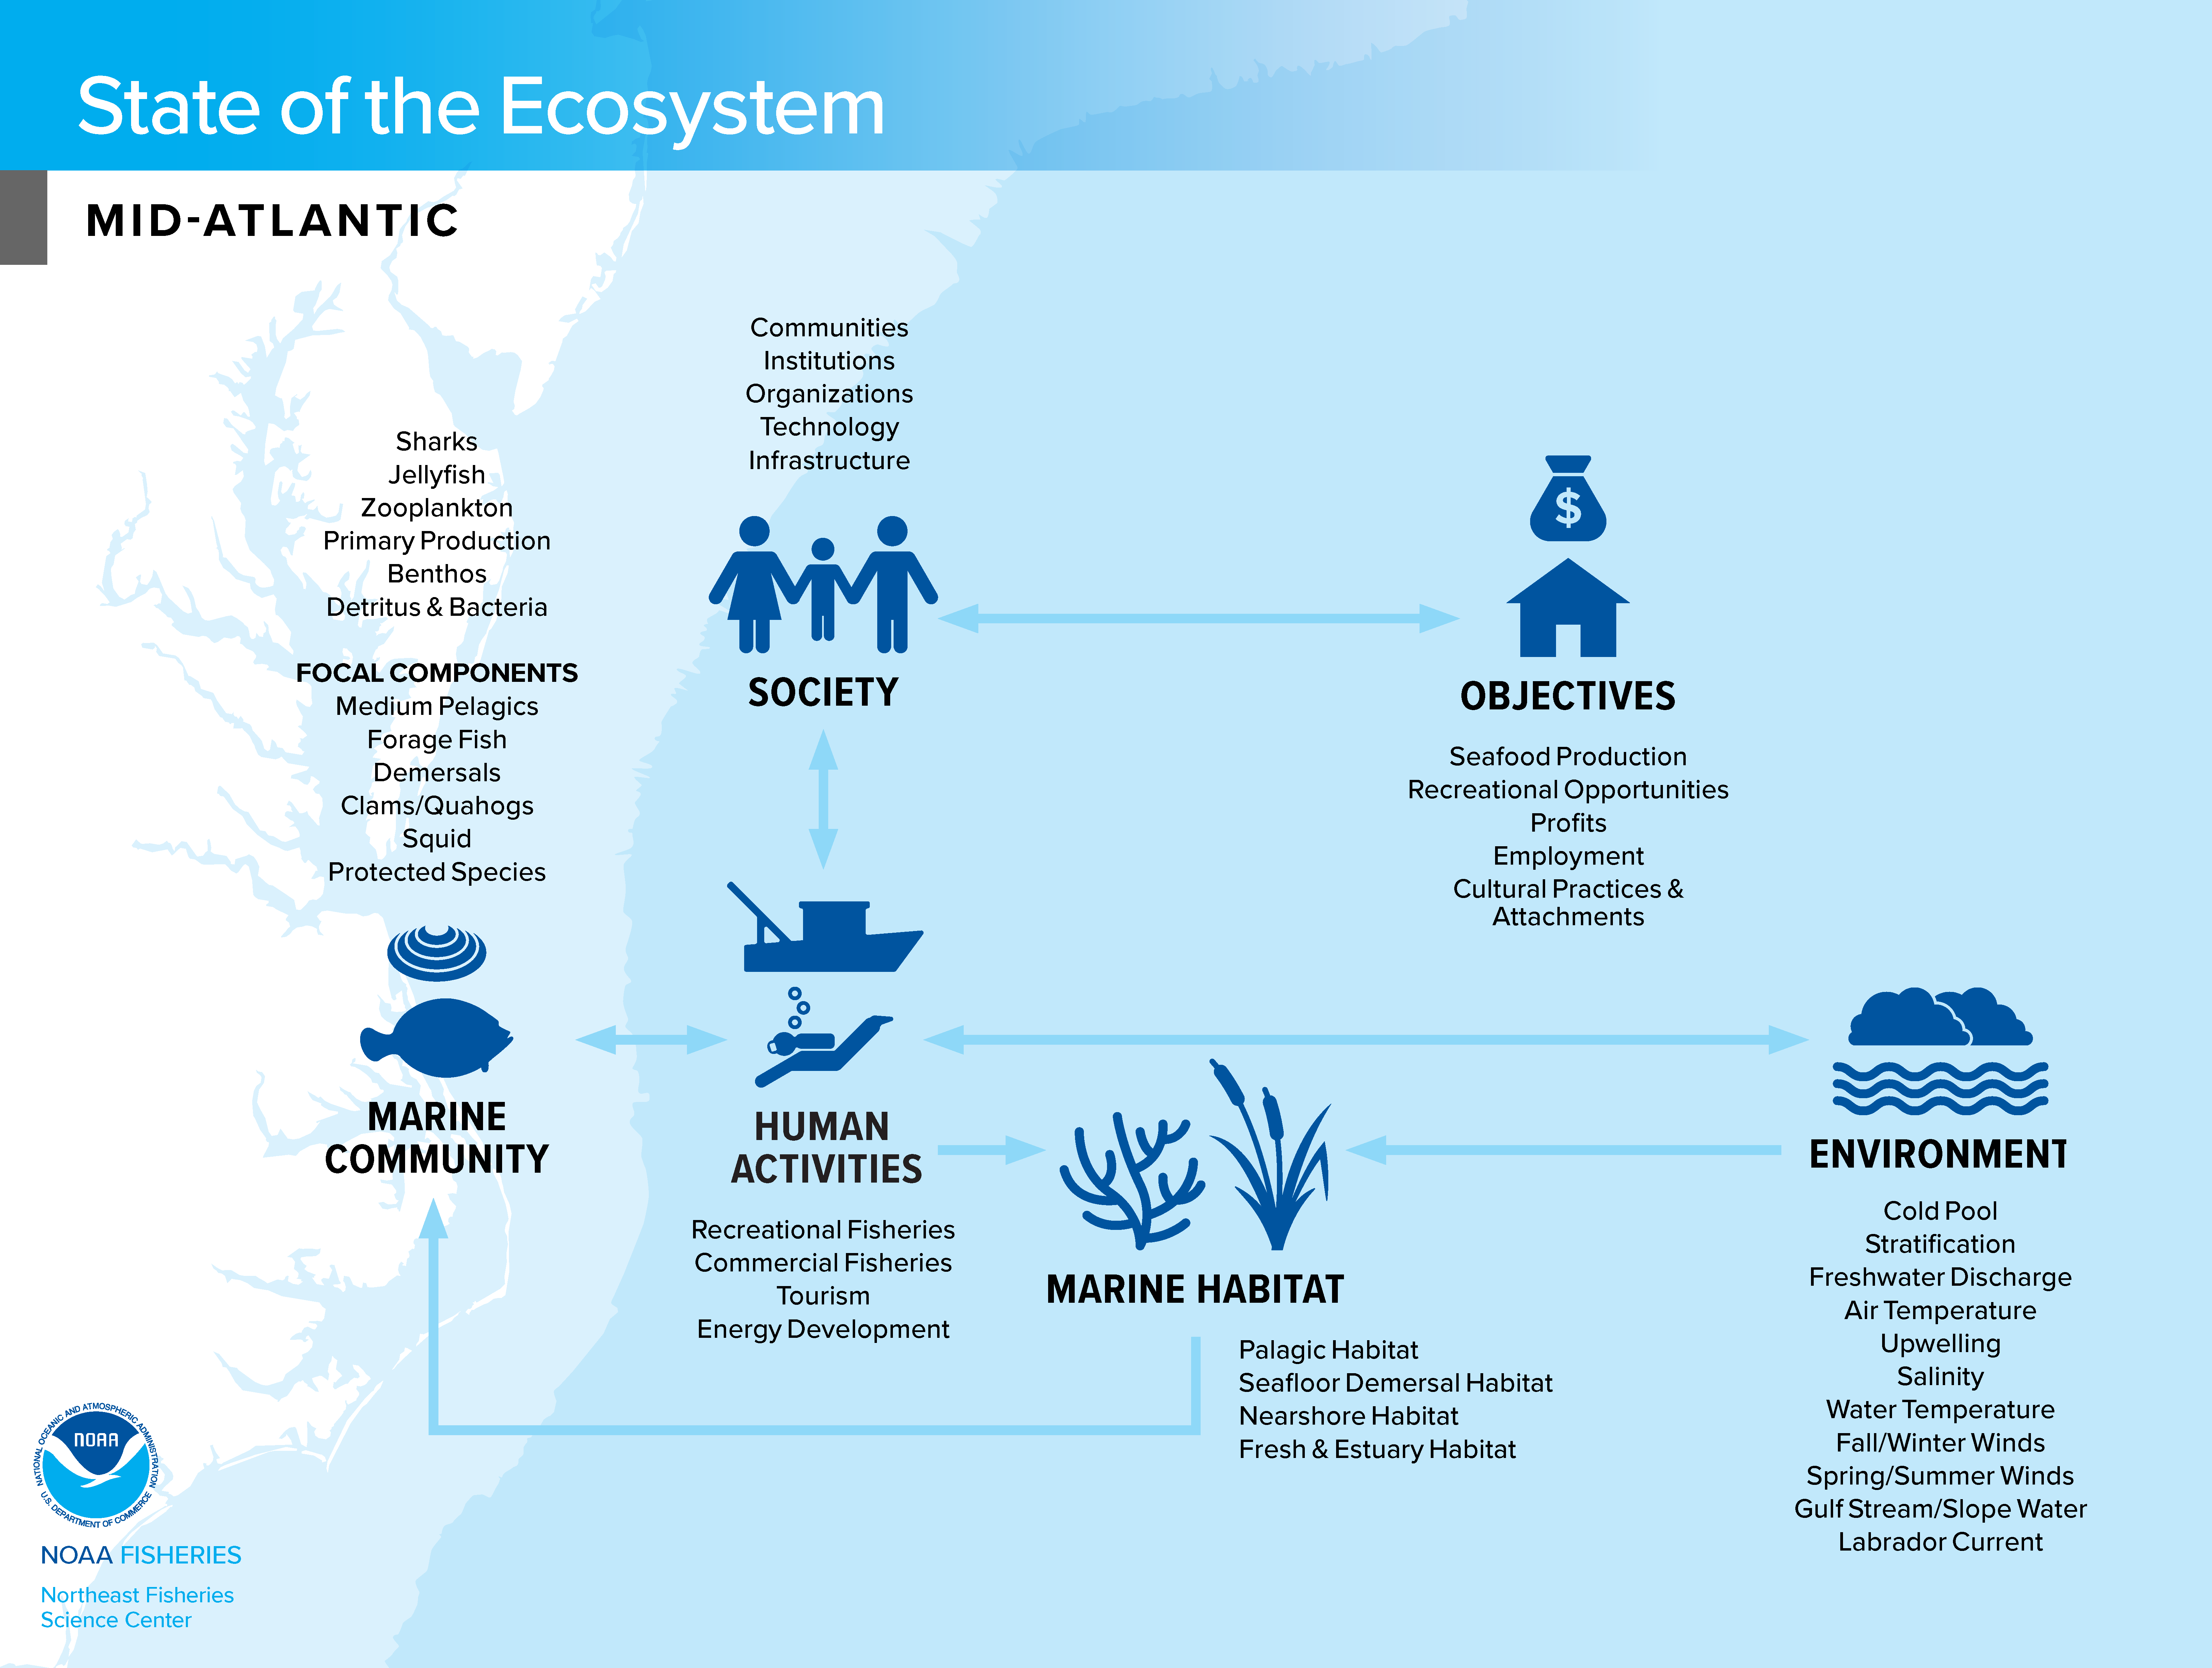 State of the Ecosystem
MID-ATLANTIC
Communities
Institutions
Organizations
Technology
Infrastructure
SOCIETY
$
OBJECTIVES
Seafood Production
Recreational Opportunities
Profits
Employment
Cultural Practices &
Attachments
Sharks
Jellyfish
Zooplankton
Primary Production
Benthos
Detritus & Bacteria
FOCAL COMPONENTS
Medium Pelagics
Forage Fish
Demersals
Clams/Quahogs
Squid
Protected Species
MARINE
COMMUNITY
HUMAN
ACTIVITIES
Recreational Fisheries
Commercial Fisheries
Tourism
Energy Development
MARINE HABITAT
Palagic Habitat
Seafloor Demersal Habitat
Nearshore Habitat
Fresh & Estuary Habitat
ENVIRONMENT
Cold Pool
Stratification
Freshwater Discharge
Air Temperature
Upwelling
Salinity
Water Temperature
Fall/Winter Winds
Spring/Summer Winds
Gulf Stream/Slope Water
Labrador Current
NATIONAL OCEANIC AND ATMOSPHERIC ADMINISTRATION
NOAA
U.S. DEPARTMENT OF COMMERCE
NOAA FISHERIES
Northeast Fisheries
Science Center